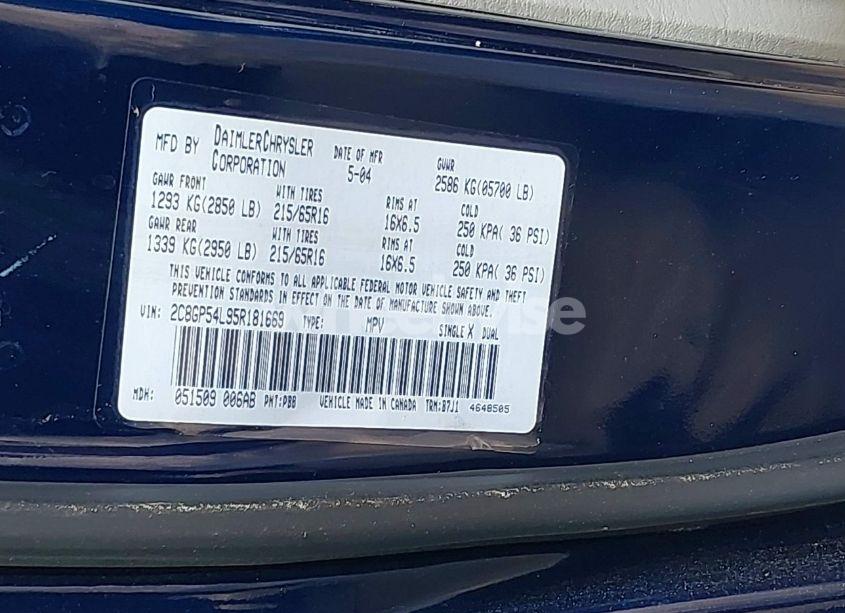 MFD BY DAIMLERCHRYSLER CORPORATION DATE OF MFR 5-04 GVWR 2586 KG(05700 LB)
GAWR FRONT WITH TIRES RIMS AT COLD
1293 KG(2850 LB) 215/65R16 16X6.5 250 KPA( 36 PSI)
GAWR REAR WITH TIRES RIMS AT COLD
1339 KG(2950 LB) 215/65R16 16X6.5 250 KPA( 36 PSI)
THIS VEHICLE CONFORMS TO ALL APPLICABLE FEDERAL MOTOR VEHICLE SAFETY AND THEFT
PREVENTION STANDARDS IN EFFECT ON THE DATE OF MANUFACTURE SHOWN ABOVE.
VIN: 2C8GP54L95R181669 TYPE: MPV SINGLE X DUAL
MDH: 051509 006AB PNT:PBB VEHICLE MADE IN CANADA TRM:B7J1 4648505